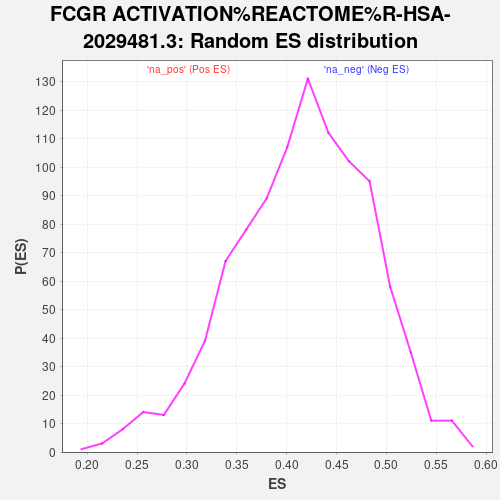 FCGR ACTIVATION%REACTOME%R-HSA-
2029481.3: Random ES distribution
'na_pos' (Pos ES) 'na_neg' (Neg ES)
130
120
110
100
90
80
70
60
50
40
30
20
10
0
P(ES)
0.20 0.25 0.30 0.35 0.40 0.45 0.50 0.55 0.60
ES